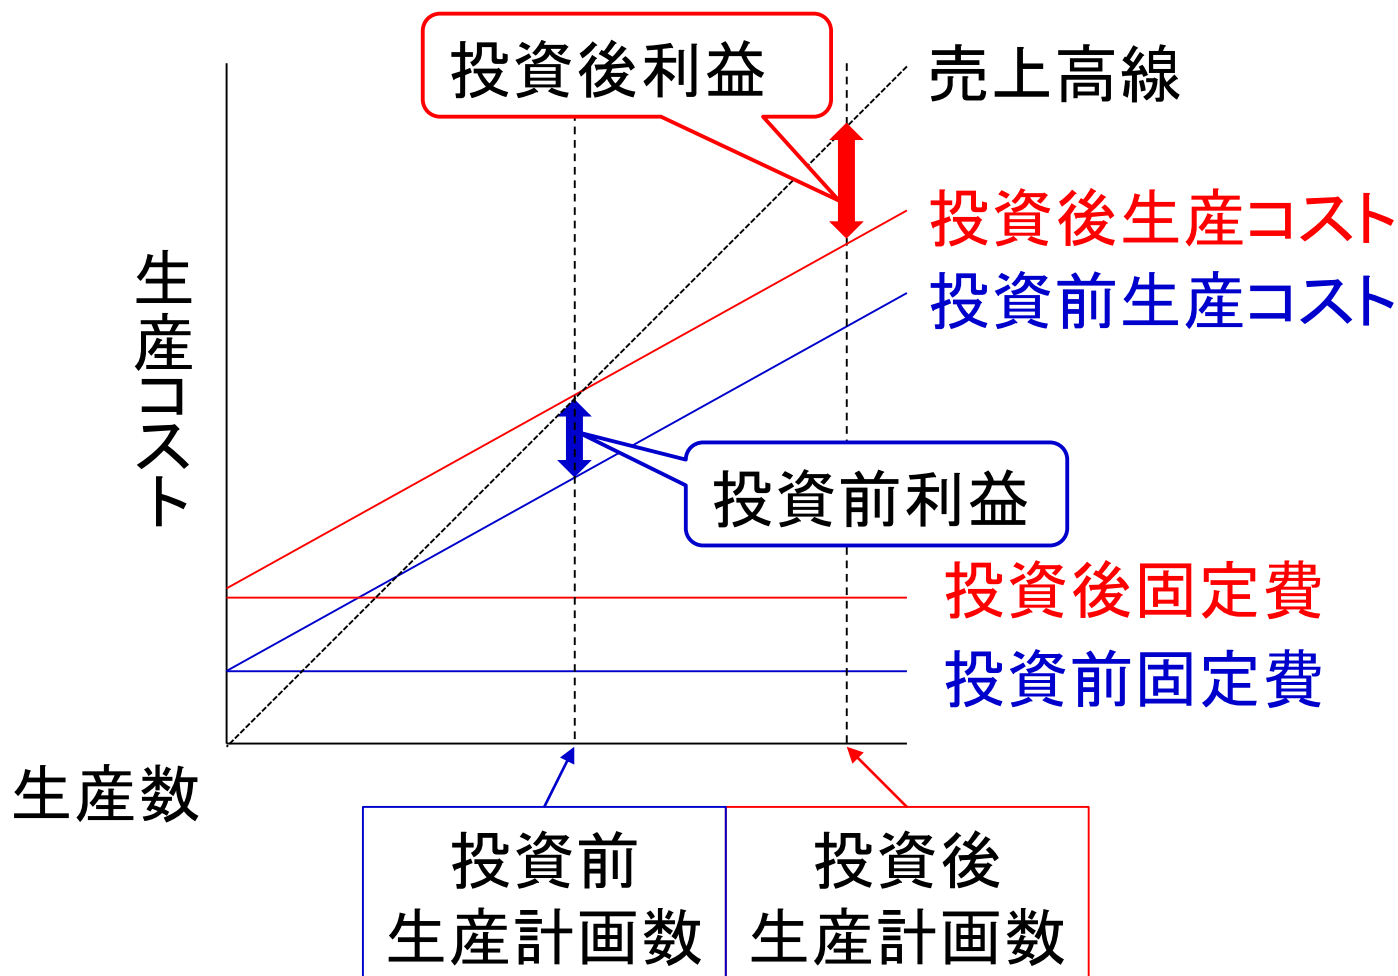 投資後利益
売上高線
投資後生産コスト
投資前生産コスト
生産コスト
投資前利益
投資後固定費
投資前固定費
生産数
投資前
生産計画数
投資後
生産計画数